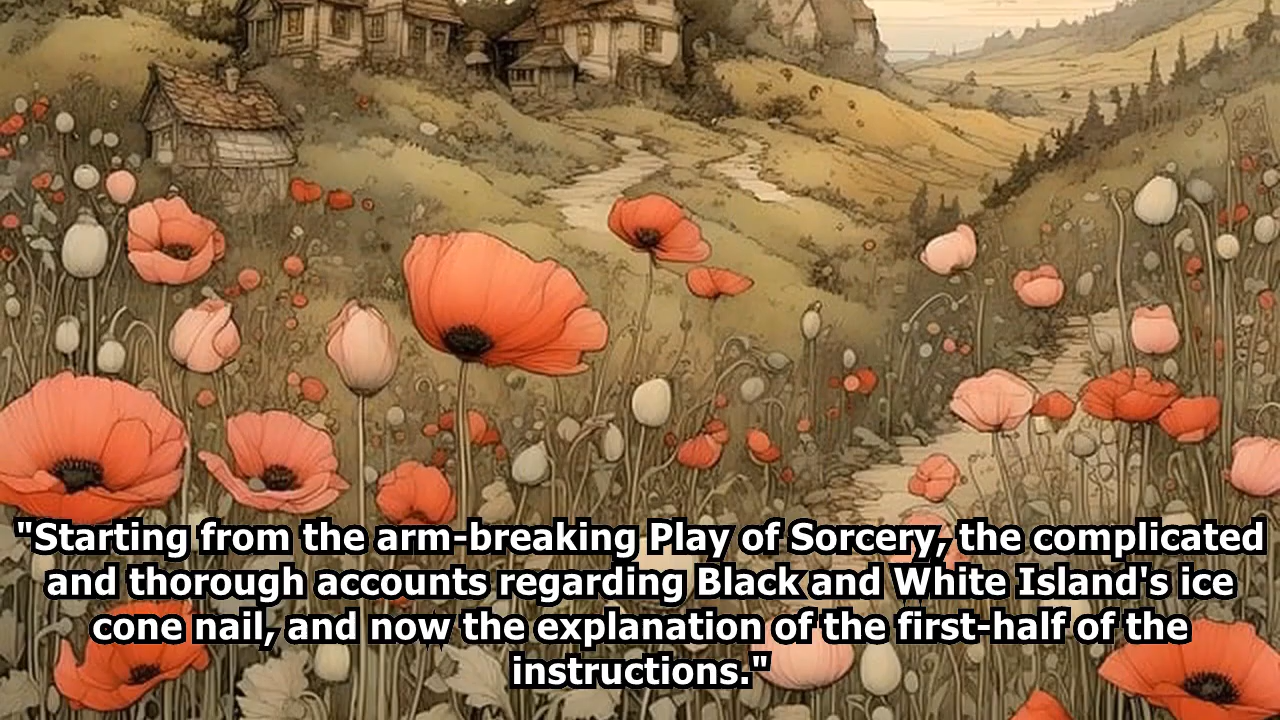 "Starting from the arm-breaking Play of Sorcery, the complicated
and thorough accounts regarding Black and White Island's ice
cone nail, and now the explanation of the first-half of the
instructions."